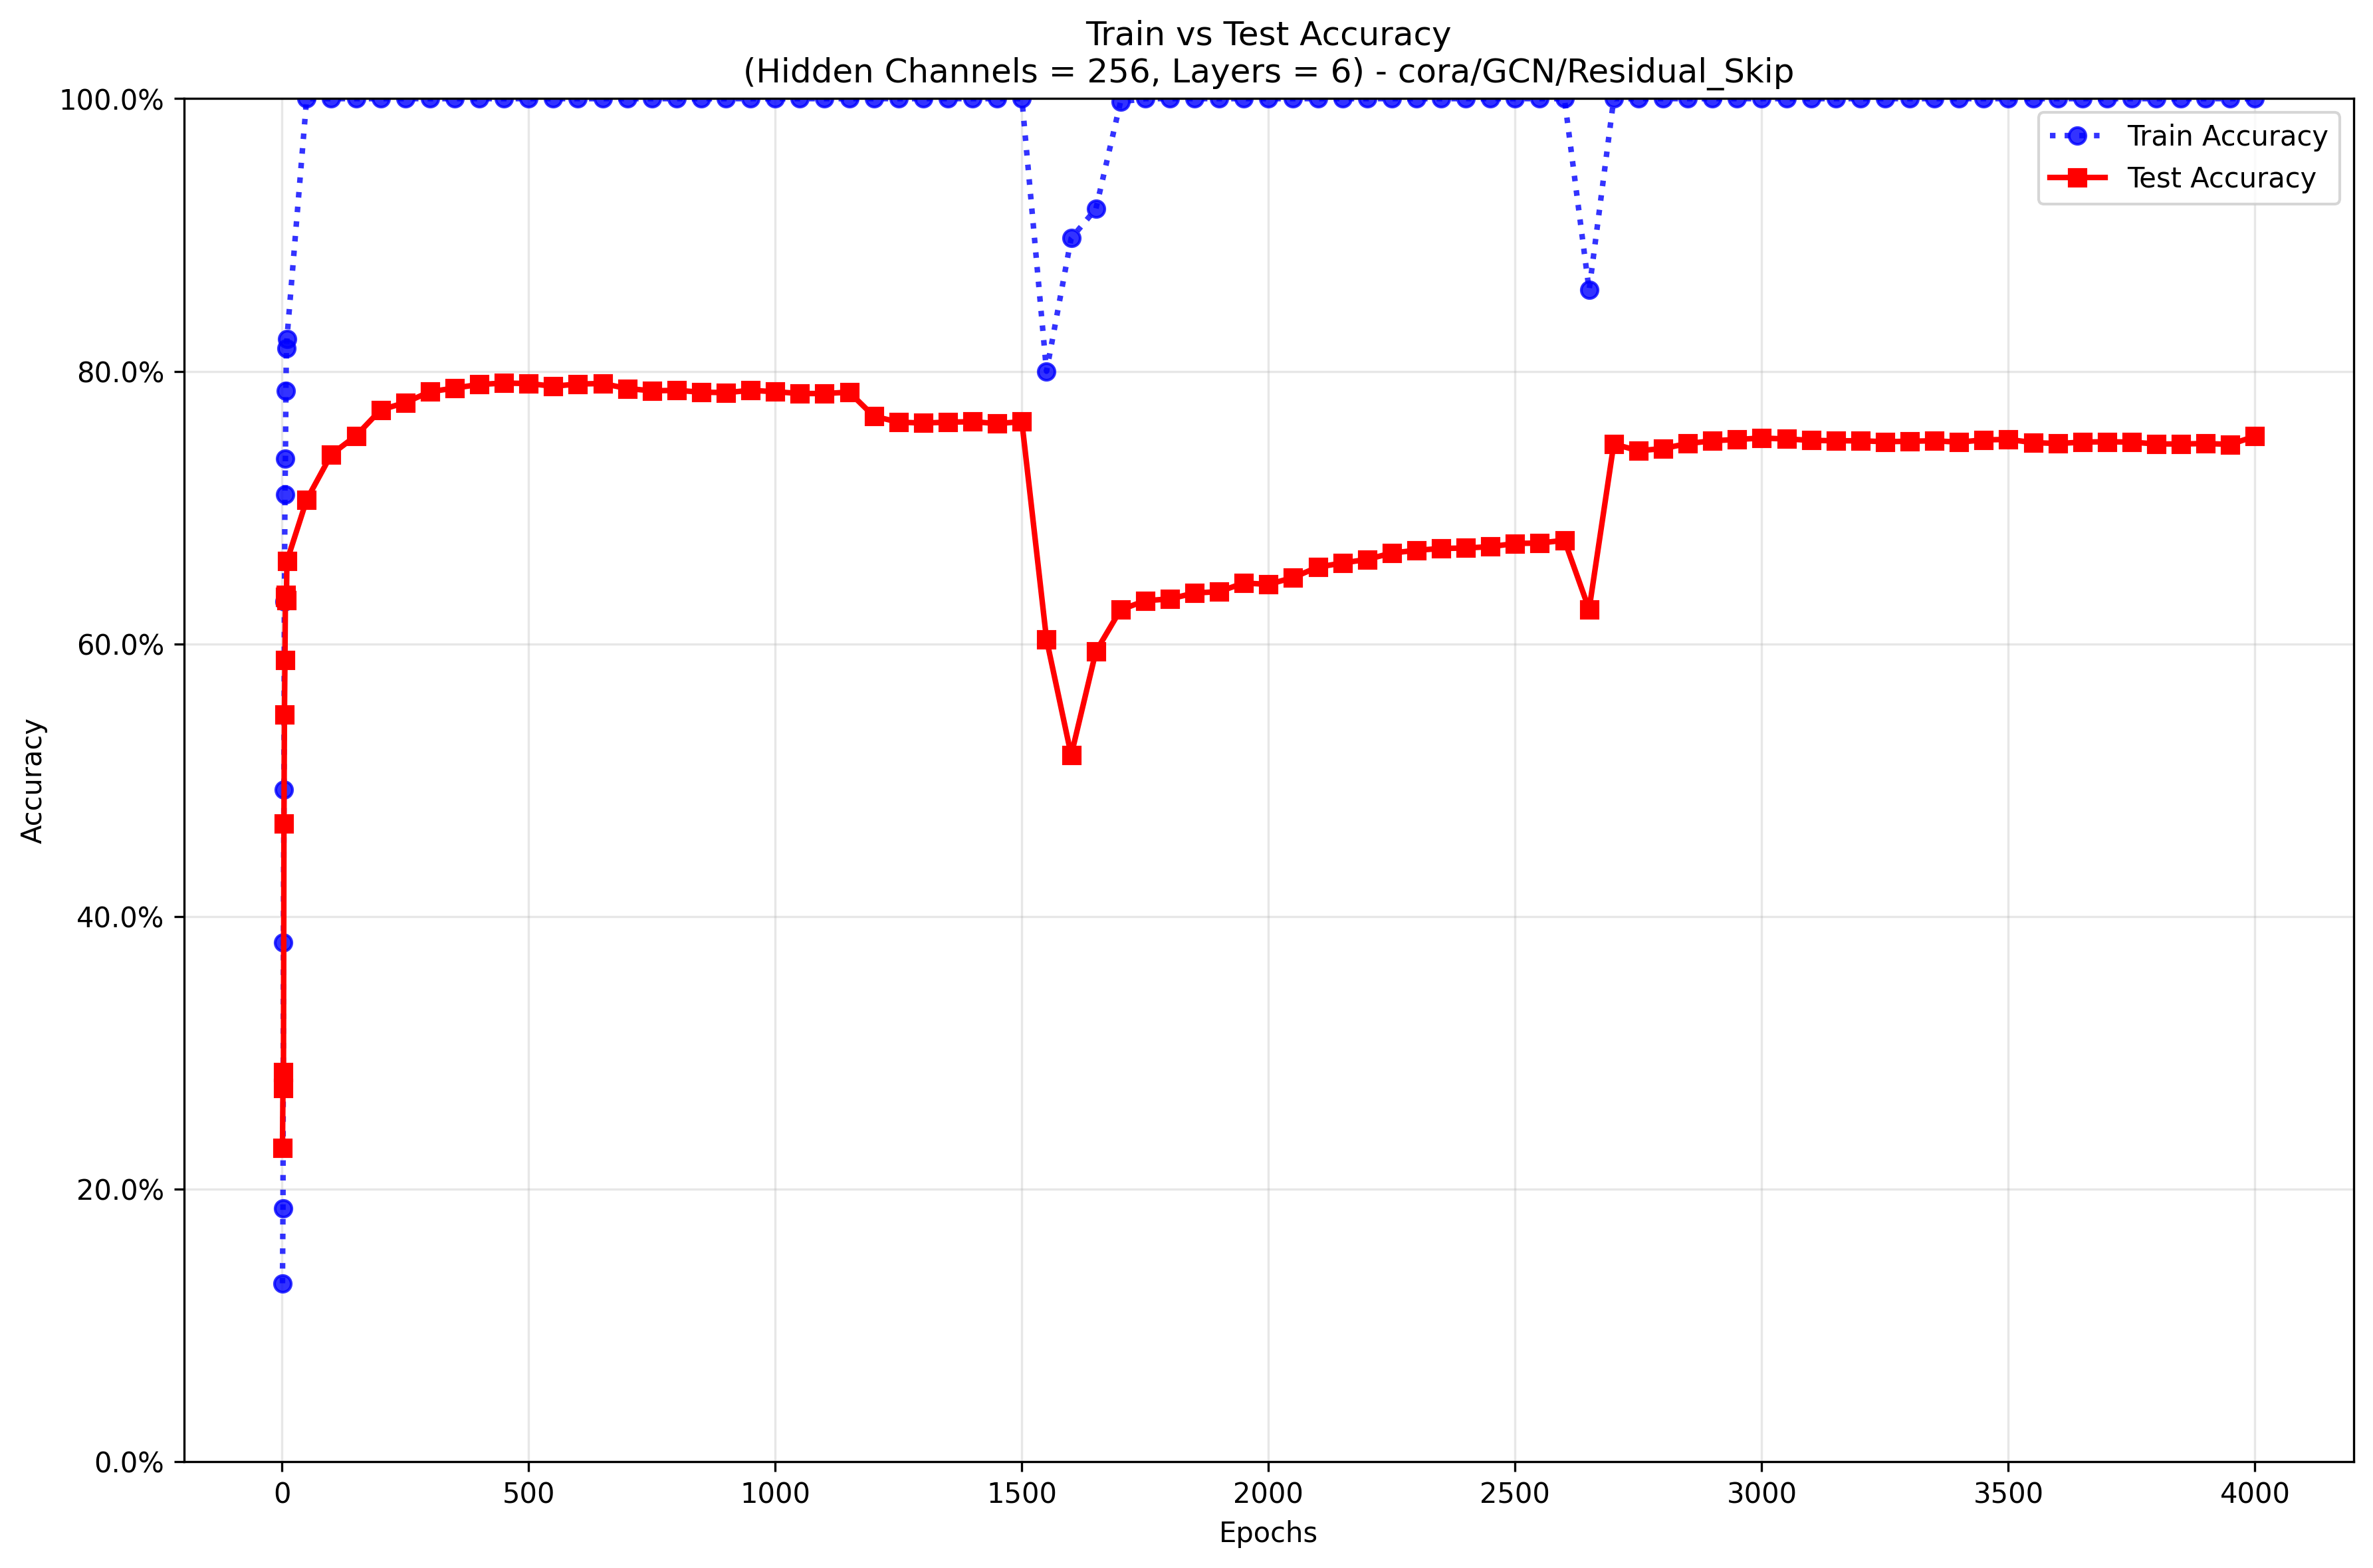 Train vs Test Accuracy
(Hidden Channels = 256, Layers = 6) - cora/GCN/Residual_Skip
100.0%
80.0%
60.0%
40.0%
20.0%
0.0%
Accuracy
Train Accuracy
Test Accuracy
0 500 1000 1500 2000 2500 3000 3500 4000
Epochs